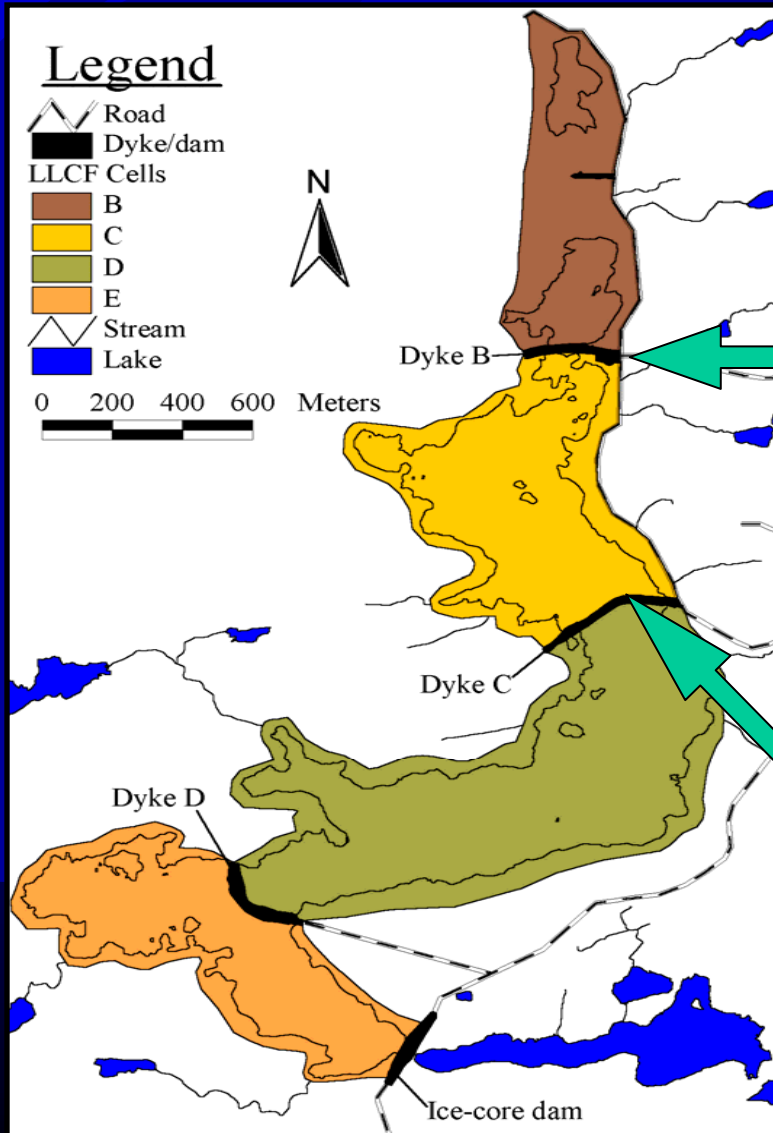 Legend
Road
Dyke/dam
LLCF Cells
B
C
D
E
Stream
Lake
0 200 400 600 Meters
N
Dyke B
Dyke C
Dyke D
Ice-core dam